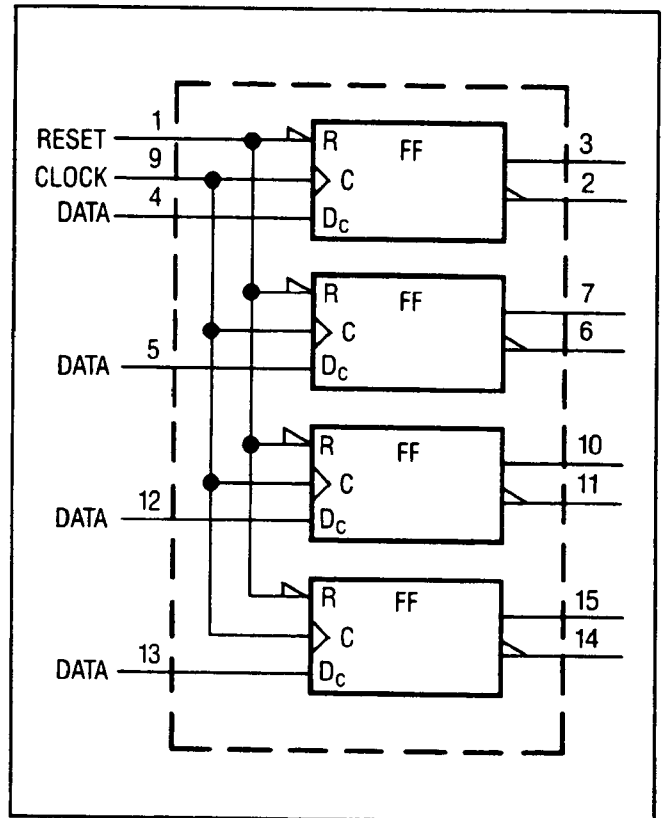 RESET 1 R FF 3
CLOCK 9 C 2
DATA 4 Dc
R FF 7
C 6
DATA 5 Dc
R FF 10
C 11
DATA 12 Dc
R FF 15
C 14
DATA 13 Dc